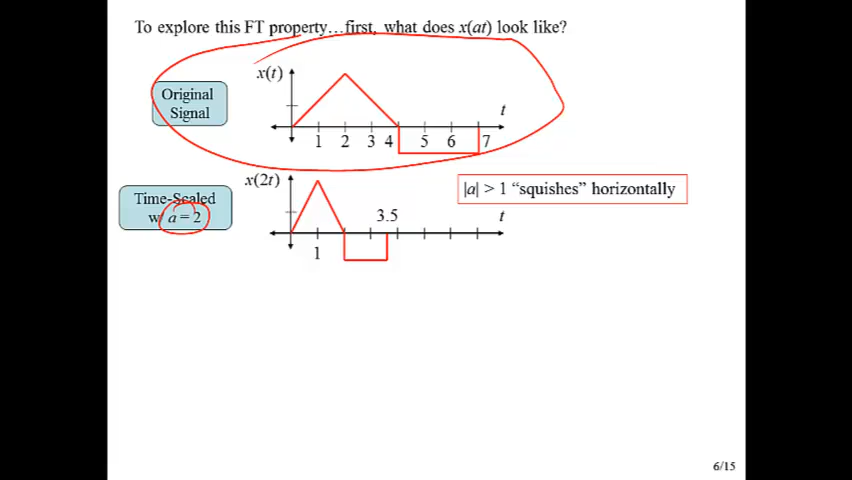 To explore this FT property…first, what does x(at) look like?
Original
Signal
x(t)
t
1 2 3 4 5 6 7
Time-Scaled
w/ a = 2
x(2t)
3.5
t
1
|a| > 1 “squishes” horizontally
6/15